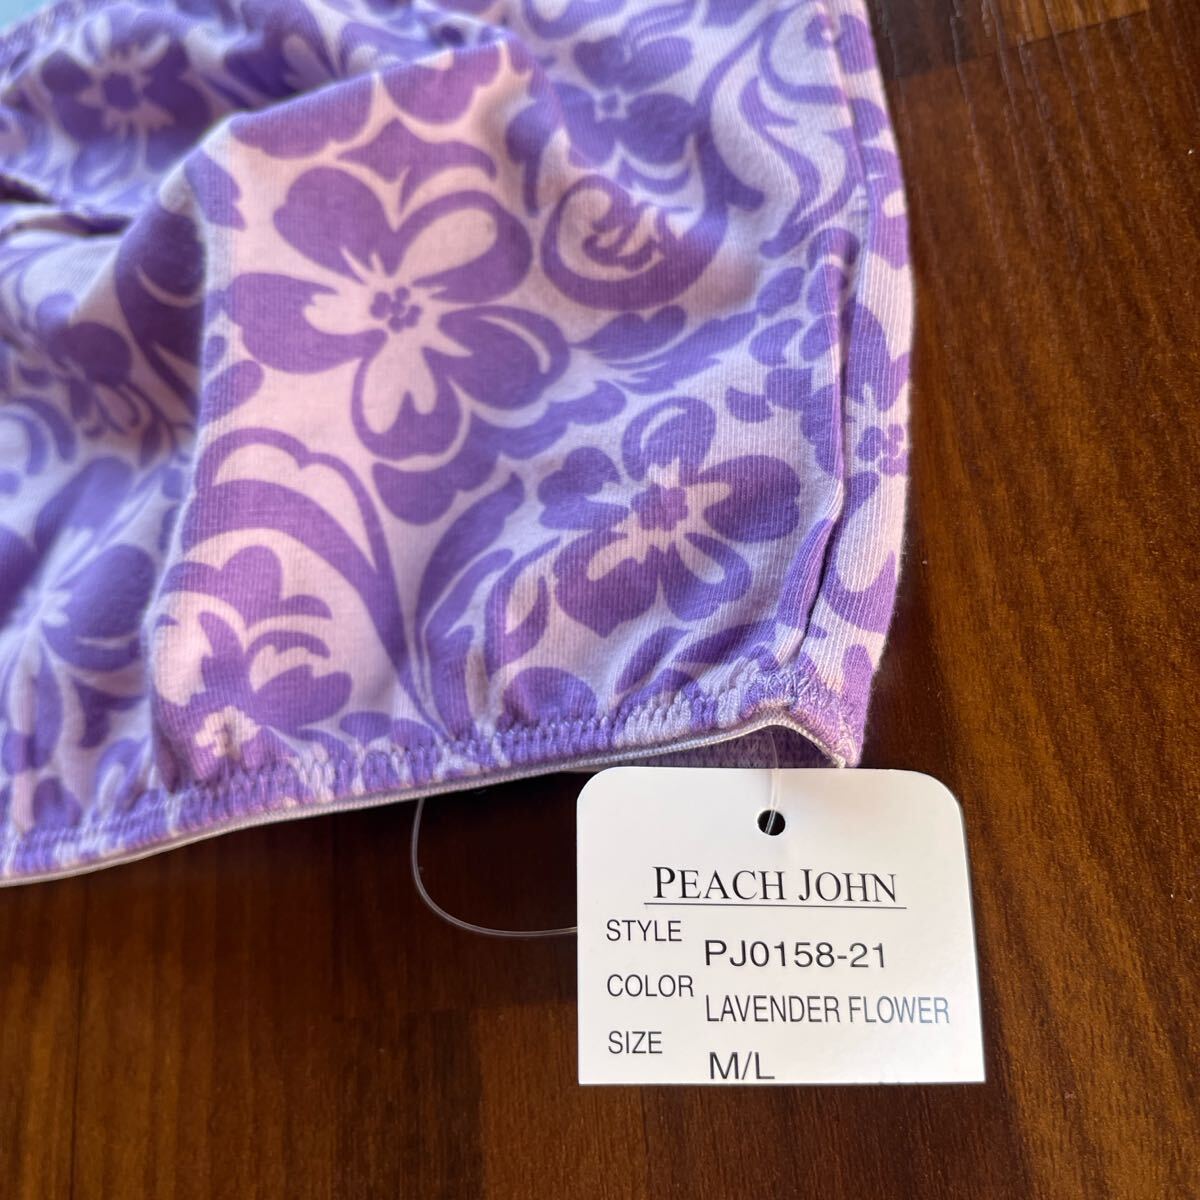 PEACH JOHN
STYLE PJ0158-21
COLOR LAVENDER FLOWER
SIZE M/L